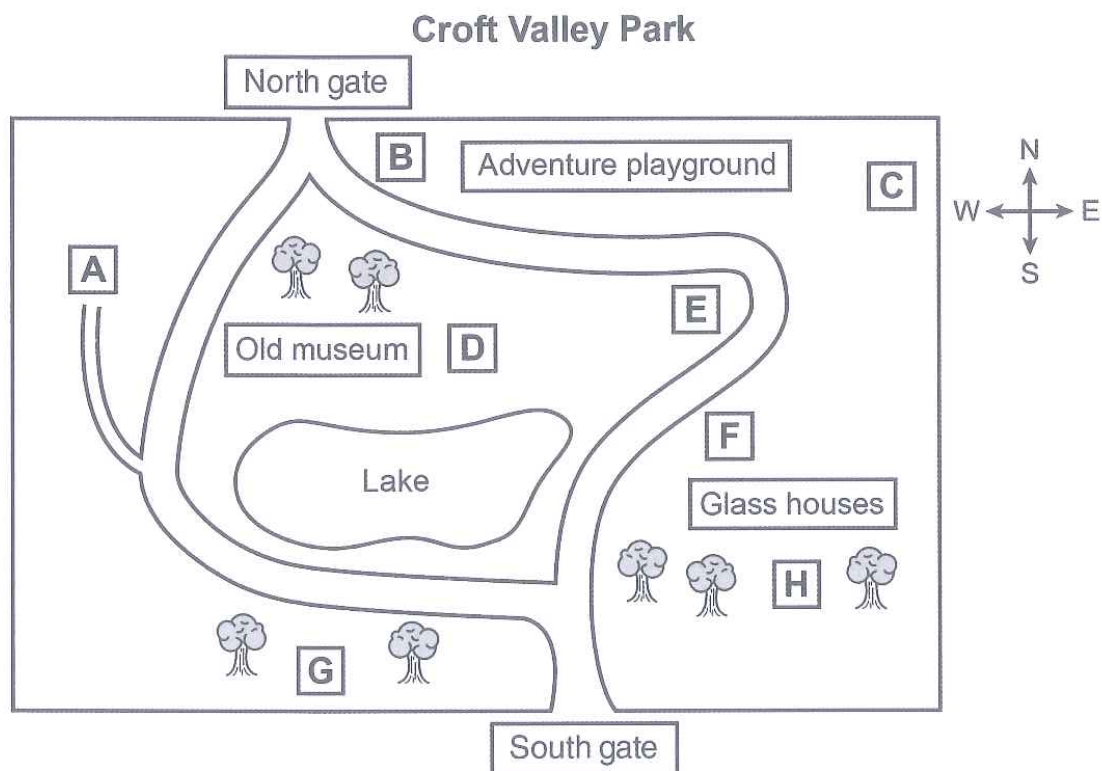 Croft Valley Park
North gate
B
Adventure playground
C
N
W
E
S
A
E
Old museum
D
F
Lake
Glass houses
H
G
South gate